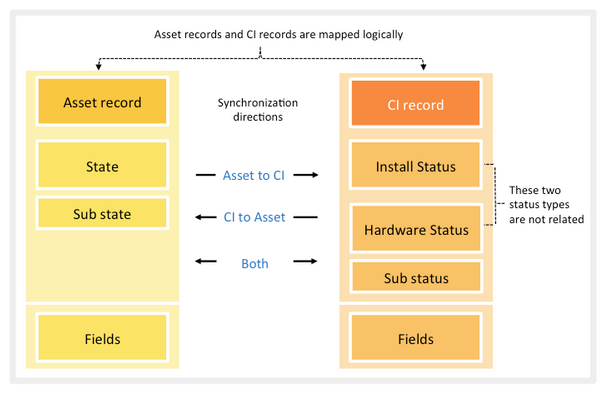 Asset records and CI records are mapped logically
Asset record
Synchronization
directions
CI record
State
Asset to CI
Install Status
Sub state
CI to Asset
Hardware Status
These two
status types
are not related
Both
Sub status
Fields
Fields